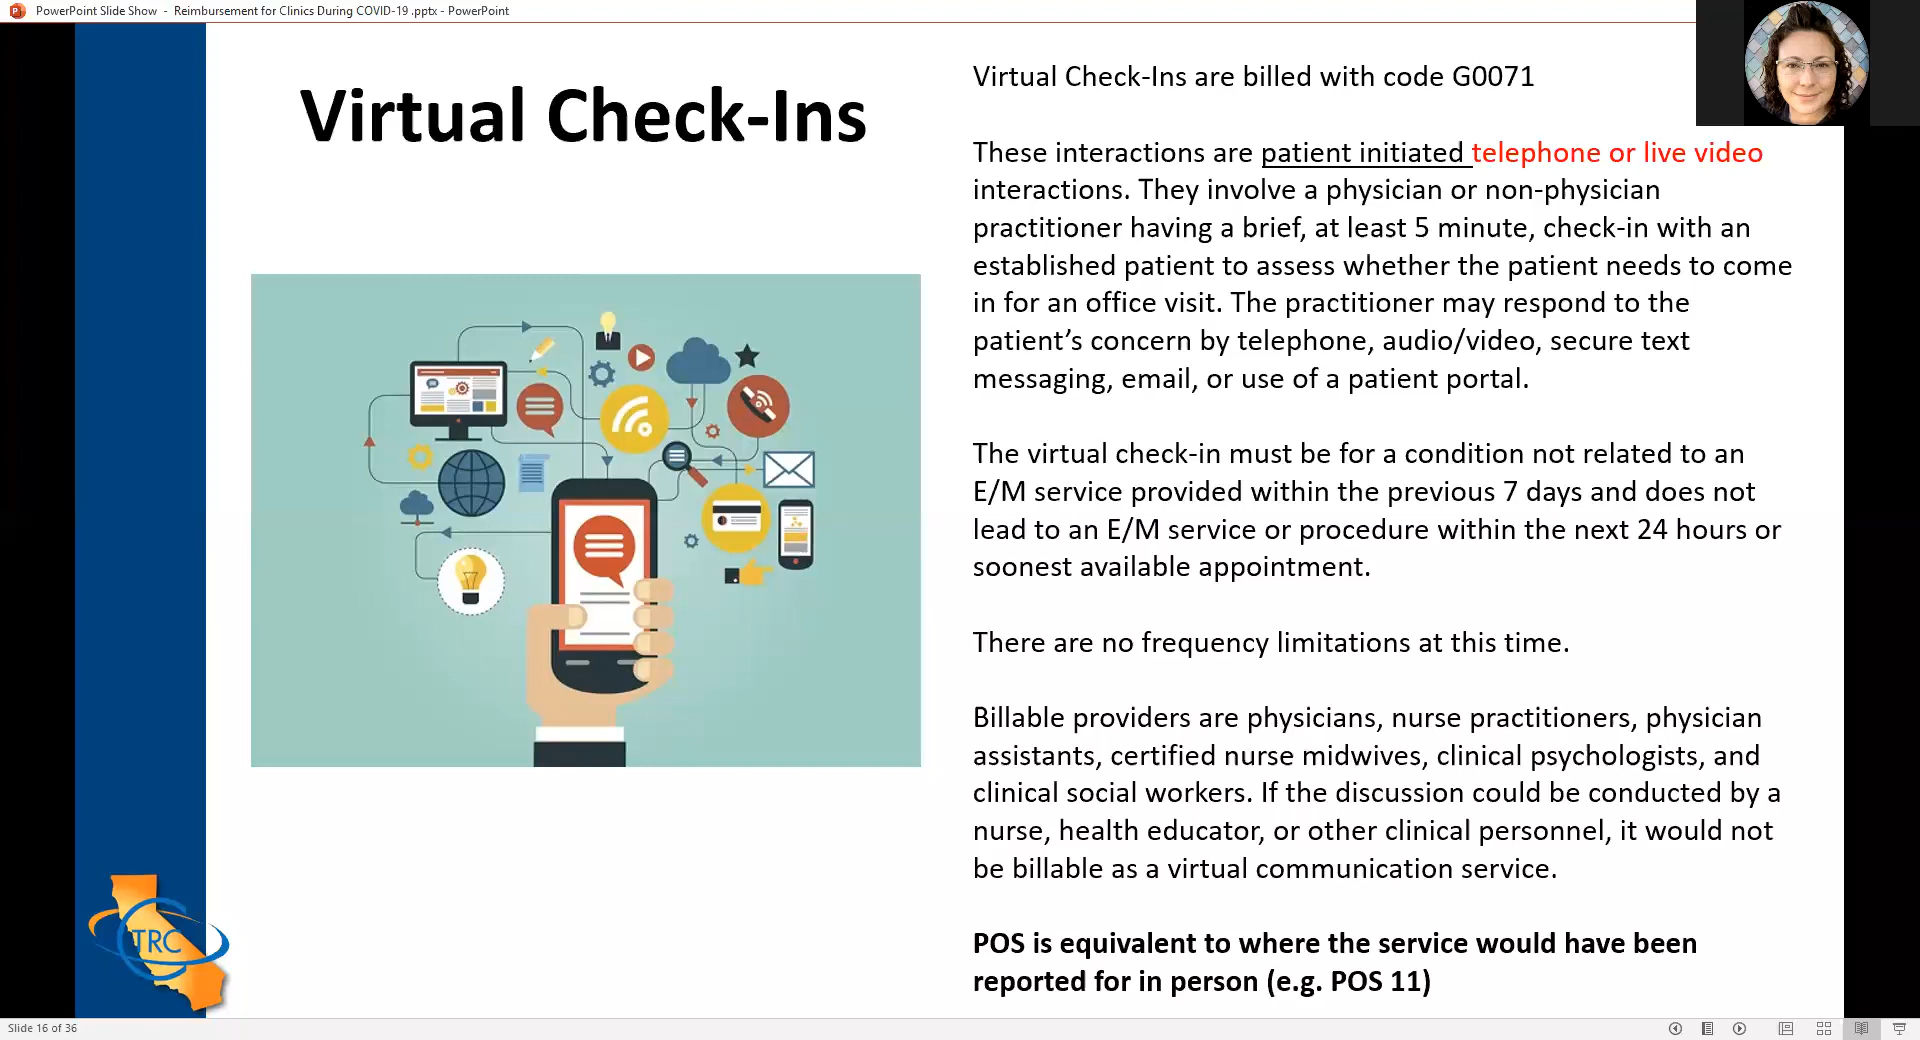 PowerPoint Slide Show - Reimbursement for Clinics During COVID-19 .pptx - PowerPoint
Virtual Check-Ins
Virtual Check-Ins are billed with code G0071
These interactions are patient initiated telephone or live video
interactions. They involve a physician or non-physician
practitioner having a brief, at least 5 minute, check-in with an
established patient to assess whether the patient needs to come
in for an office visit. The practitioner may respond to the
patient’s concern by telephone, audio/video, secure text
messaging, email, or use of a patient portal.
The virtual check-in must be for a condition not related to an
E/M service provided within the previous 7 days and does not
lead to an E/M service or procedure within the next 24 hours or
soonest available appointment.
There are no frequency limitations at this time.
Billable providers are physicians, nurse practitioners, physician
assistants, certified nurse midwives, clinical psychologists, and
clinical social workers. If the discussion could be conducted by a
nurse, health educator, or other clinical personnel, it would not
be billable as a virtual communication service.
POS is equivalent to where the service would have been
reported for in person (e.g. POS 11)
TRC
Slide 16 of 36